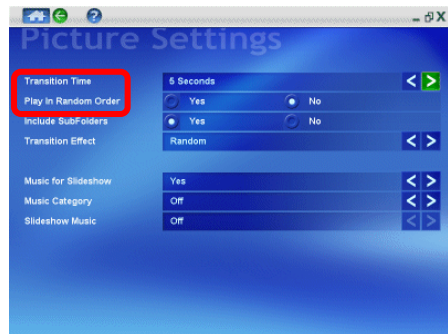 Picture Settings
Transition Time 5 Seconds
Play In Random Order Yes No
Include SubFolders Yes No
Transition Effect Random
Music for Slideshow Yes
Music Category Off
Slideshow Music Off